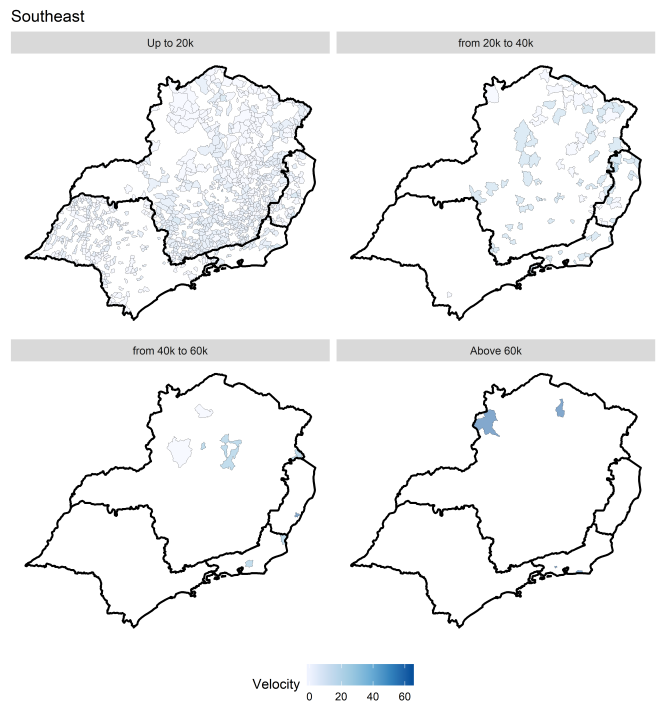 Southeast
Up to 20k
from 20k to 40k
from 40k to 60k
Above 60k
Velocity
0 20 40 60